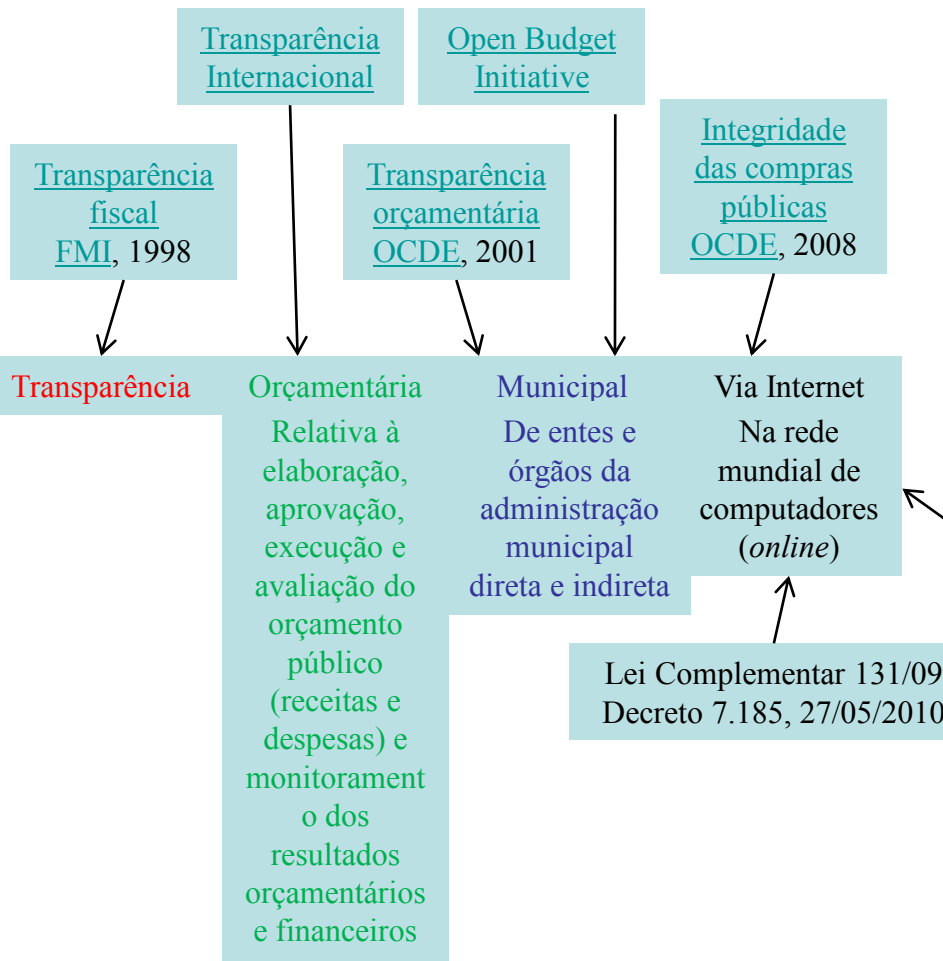 Transparência
Internacional
Open Budget
Initiative
Transparência
fiscal
FMI, 1998
Transparência
orçamentária
OCDE, 2001
Integridade
das compras
públicas
OCDE, 2008
Transparência
Orçamentária
Relativa à
elaboração,
aprovação,
execução e
avaliação do
orçamento
público
(receitas e
despesas) e
monitorament
o dos
resultados
orçamentários
e financeiros
Municipal
De entes e
órgãos da
administração
municipal
direta e indireta
Via Internet
Na rede
mundial de
computadores
(online)
Lei Complementar 131/09
Decreto 7.185, 27/05/2010